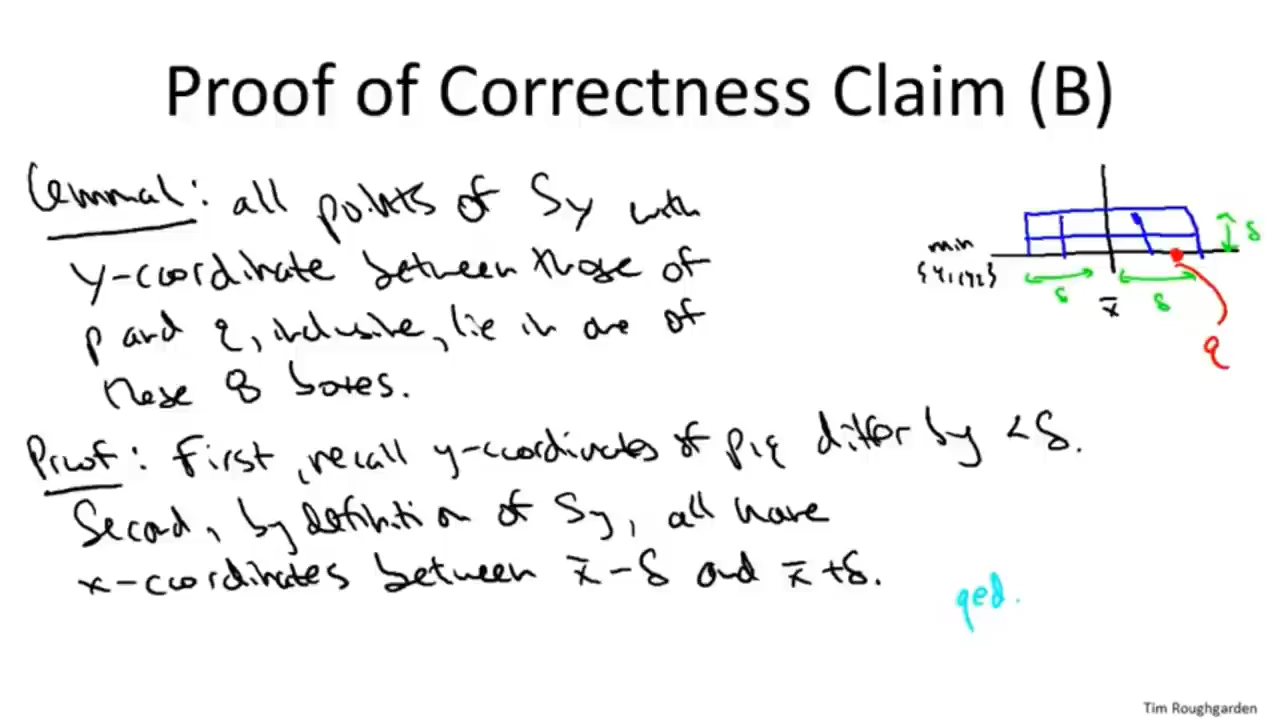 Proof of Correctness Claim (B)
Lemma1: all points of Sy with
y-coordinate between those of
p and q, inclusive, lie in one of
these 8 boxes.
min
{y1,y2}
δ
δ
δ
x̄
q
Proof: First, recall y-coordinates of p,q differ by <δ.
Second, by definition of Sy, all have
x-coordinates between x̄-δ and x̄+δ.
qed.
Tim Roughgarden